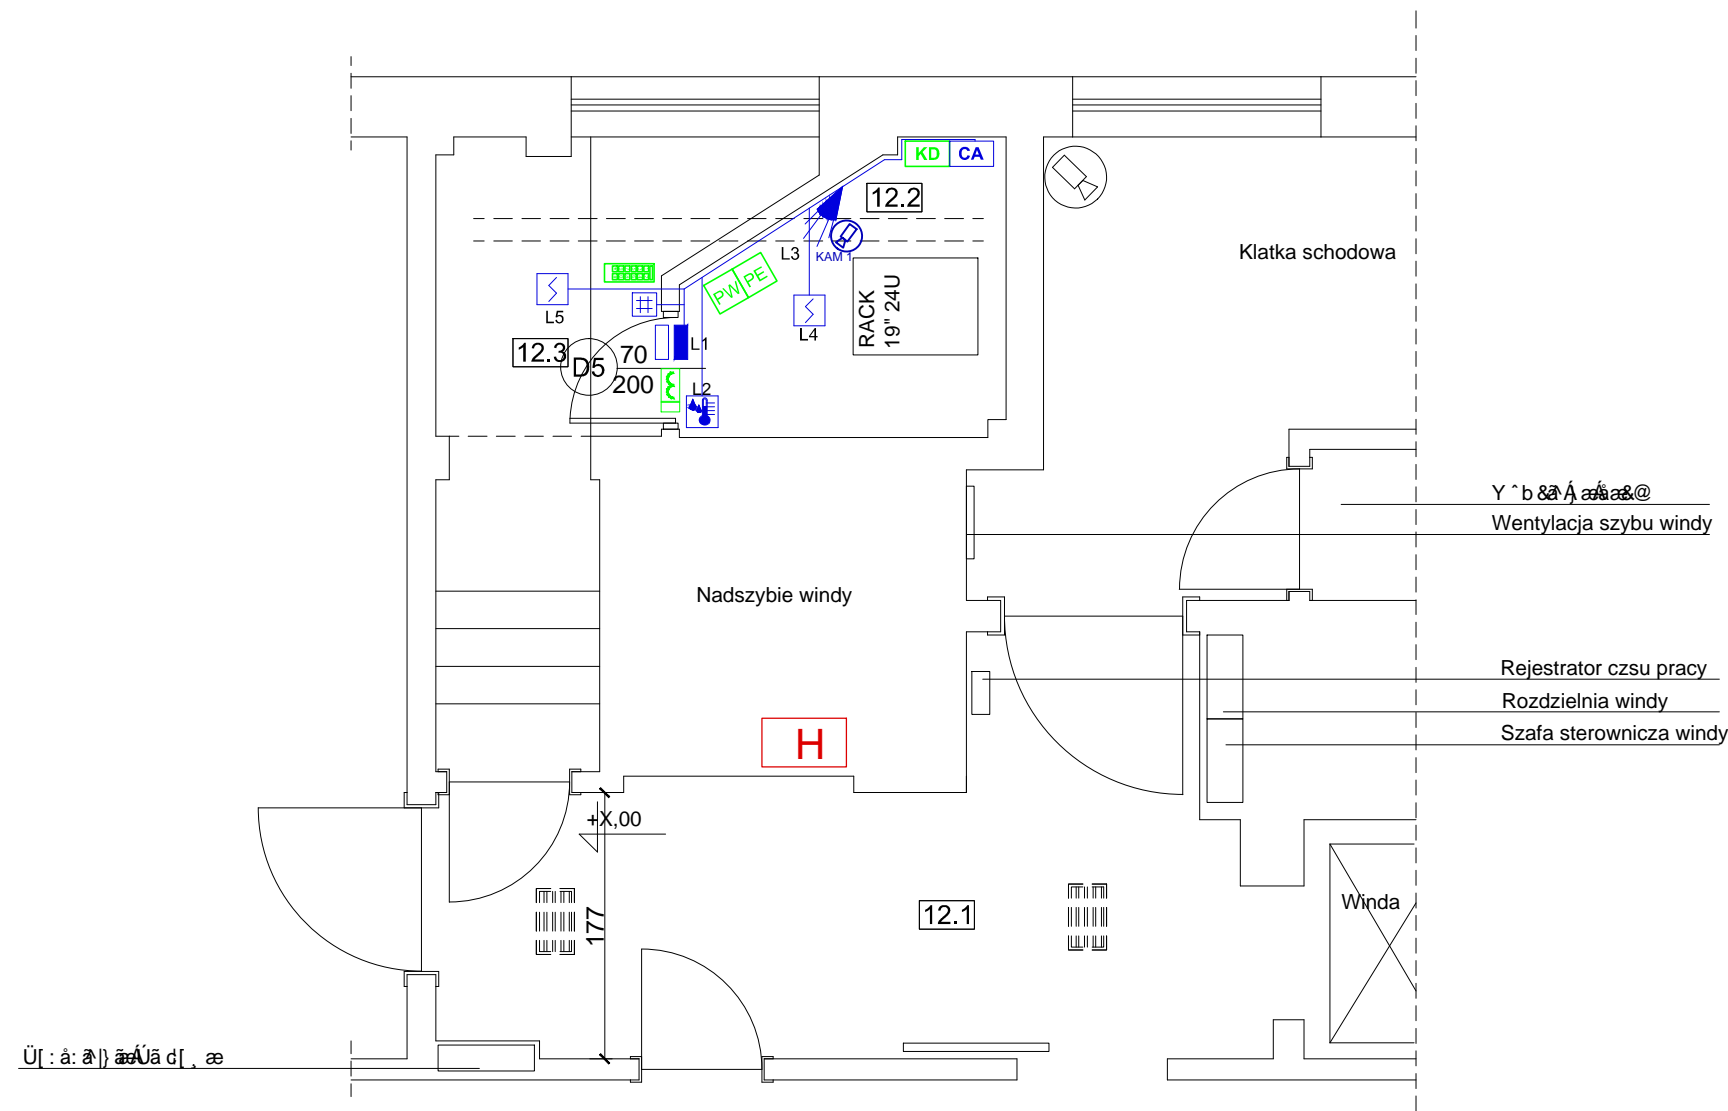 KD CA
12.2
Klatka schodowa
L3
KAM 1
PW PE
RACK
19" 24U
L5
L4
L1
12.3
D5
70
200
L2
Wentylacja szybu windy
Nadszybie windy
Rejestrator czsu pracy
Rozdzielnia windy
Szafa sterownicza windy
H
+X,00
177
12.1
Winda